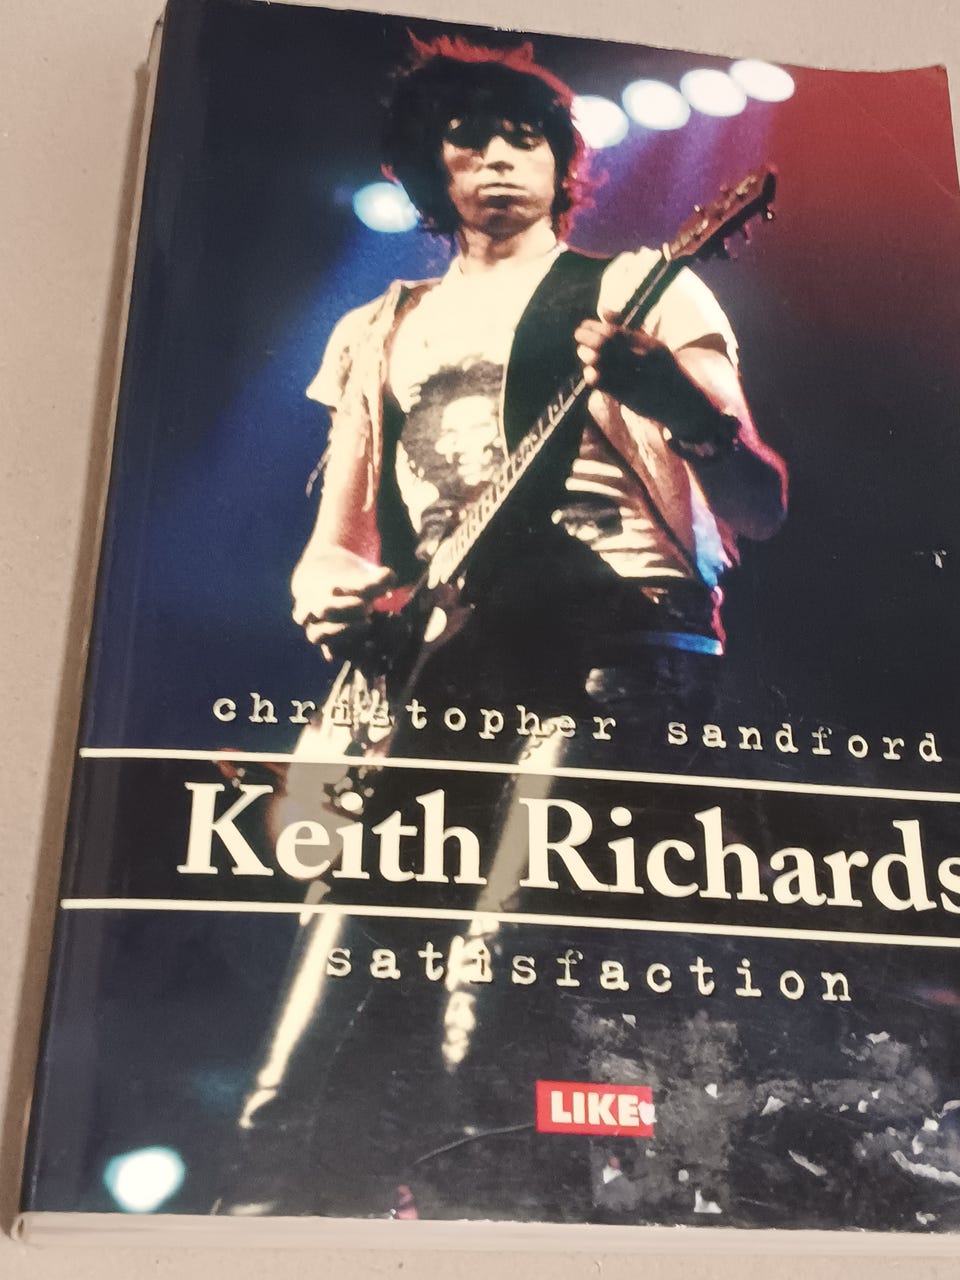 christopher sandford
Keith Richards
satisfaction
LIKE